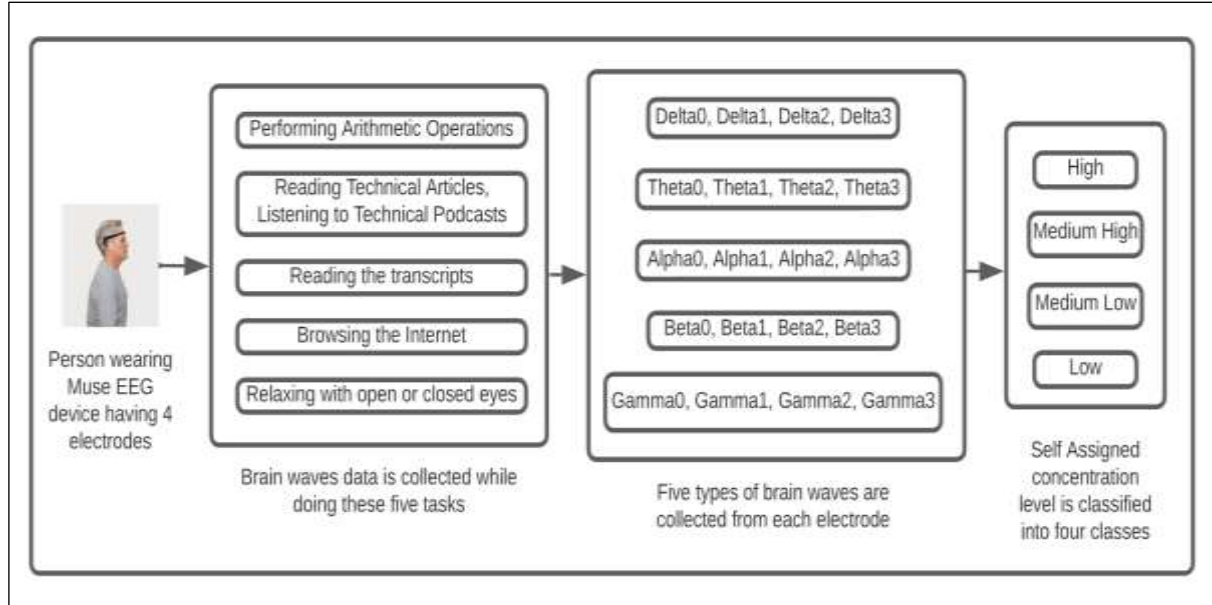 Person wearing
Muse EEG
device having 4
electrodes
Performing Arithmetic Operations
Reading Technical Articles,
Listening to Technical Podcasts
Reading the transcripts
Browsing the Internet
Relaxing with open or closed eyes
Brain waves data is collected while
doing these five tasks
Delta0, Delta1, Delta2, Delta3
Theta0, Theta1, Theta2, Theta3
Alpha0, Alpha1, Alpha2, Alpha3
Beta0, Beta1, Beta2, Beta3
Gamma0, Gamma1, Gamma2, Gamma3
Five types of brain waves are
collected from each electrode
High
Medium High
Medium Low
Low
Self Assigned
concentration
level is classified
into four classes